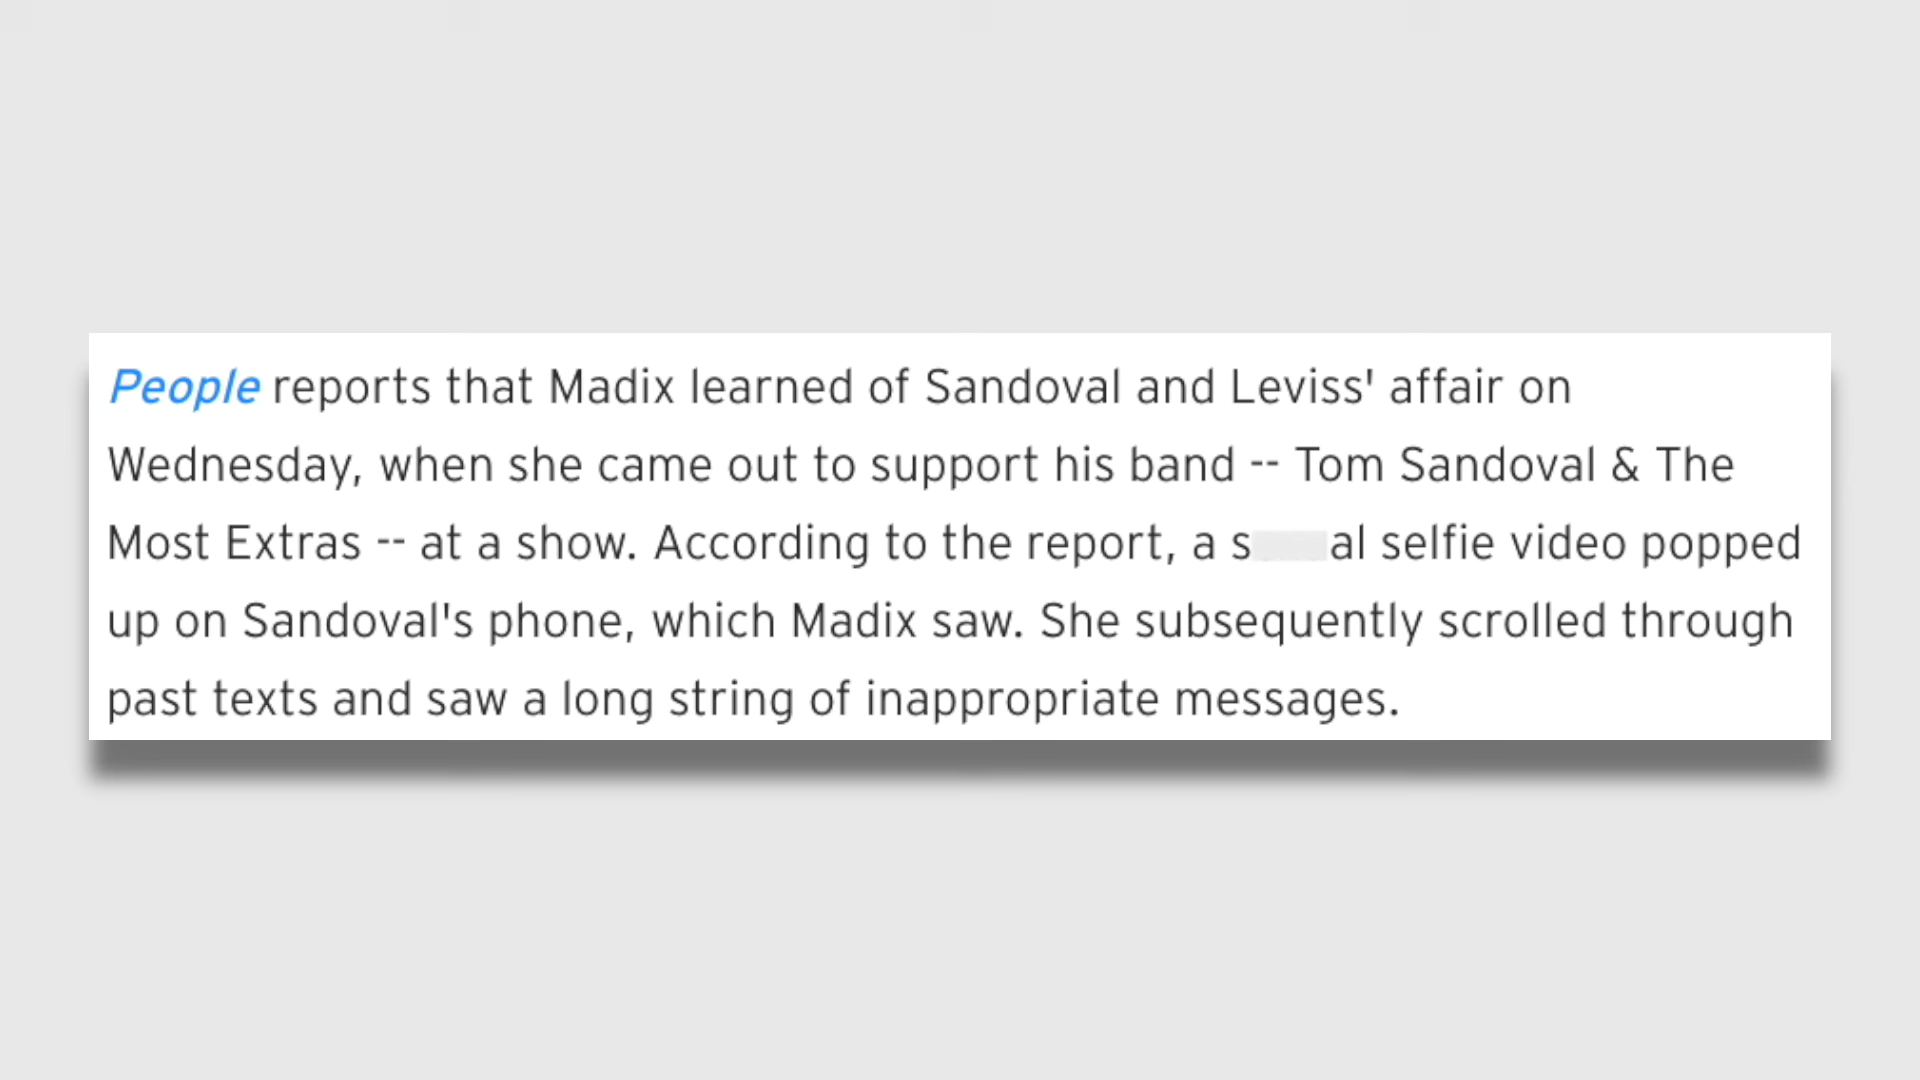 People reports that Madix learned of Sandoval and Leviss' affair on
Wednesday, when she came out to support his band -- Tom Sandoval & The
Most Extras -- at a show. According to the report, a s al selfie video popped
up on Sandoval's phone, which Madix saw. She subsequently scrolled through
past texts and saw a long string of inappropriate messages.